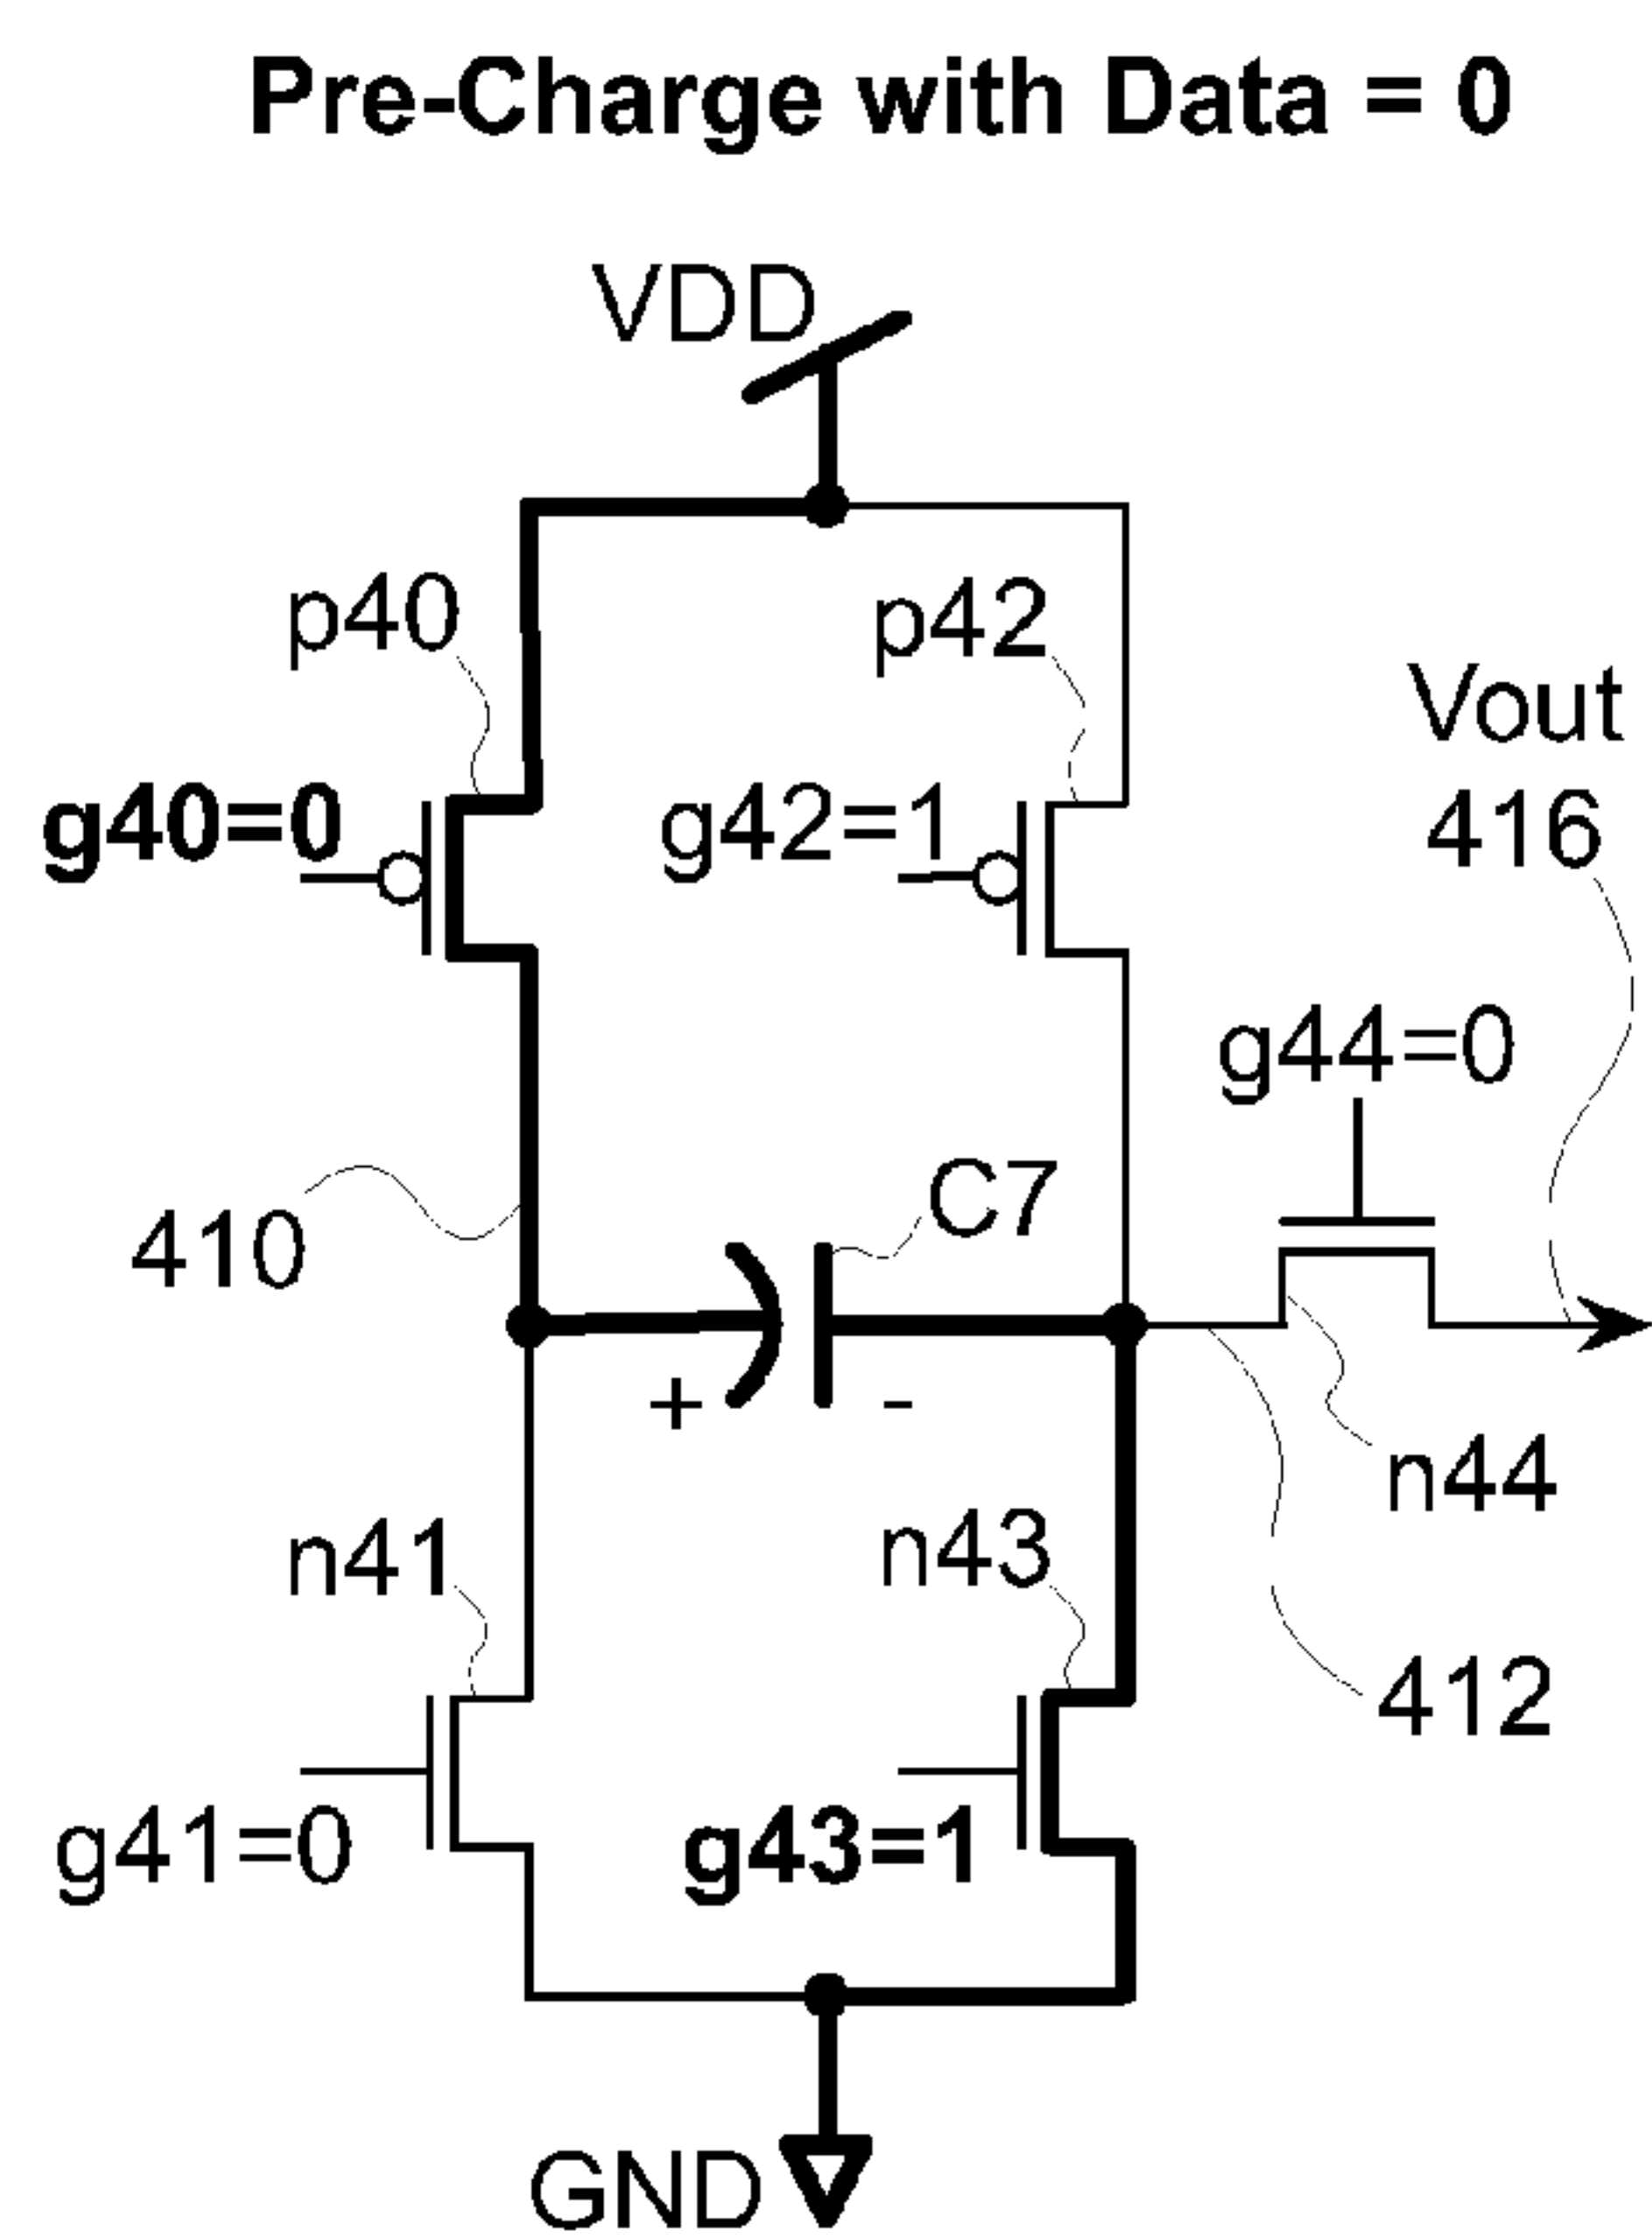 Pre-Charge with Data = 0
VDD
p40
p42
Vout
416
g40=0
g42=1
g44=0
C7
410
+
-
n44
n41
n43
412
g41=0
g43=1
GND